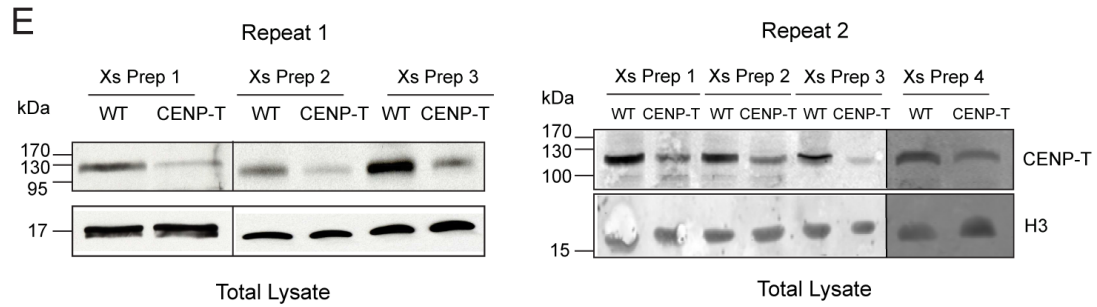 E
Repeat 1
Xs Prep 1 Xs Prep 2 Xs Prep 3
kDa
WT CENP-T WT CENP-T WT CENP-T
170
130
95
17
Total Lysate
Repeat 2
Xs Prep 1 Xs Prep 2 Xs Prep 3 Xs Prep 4
kDa
WT CENP-T WT CENP-T WT CENP-T WT CENP-T
170
130
100
CENP-T
15
H3
Total Lysate